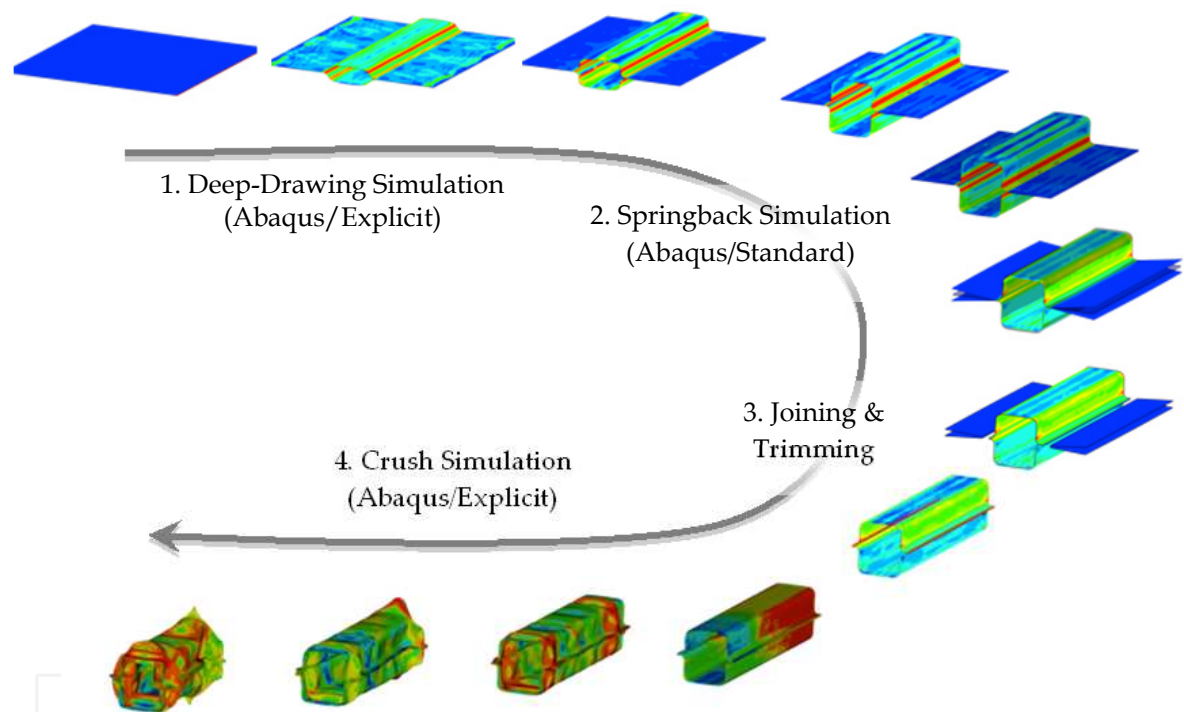 1. Deep-Drawing Simulation
(Abaqus/Explicit)
2. Springback Simulation
(Abaqus/Standard)
3. Joining &
Trimming
4. Crush Simulation
(Abaqus/Explicit)